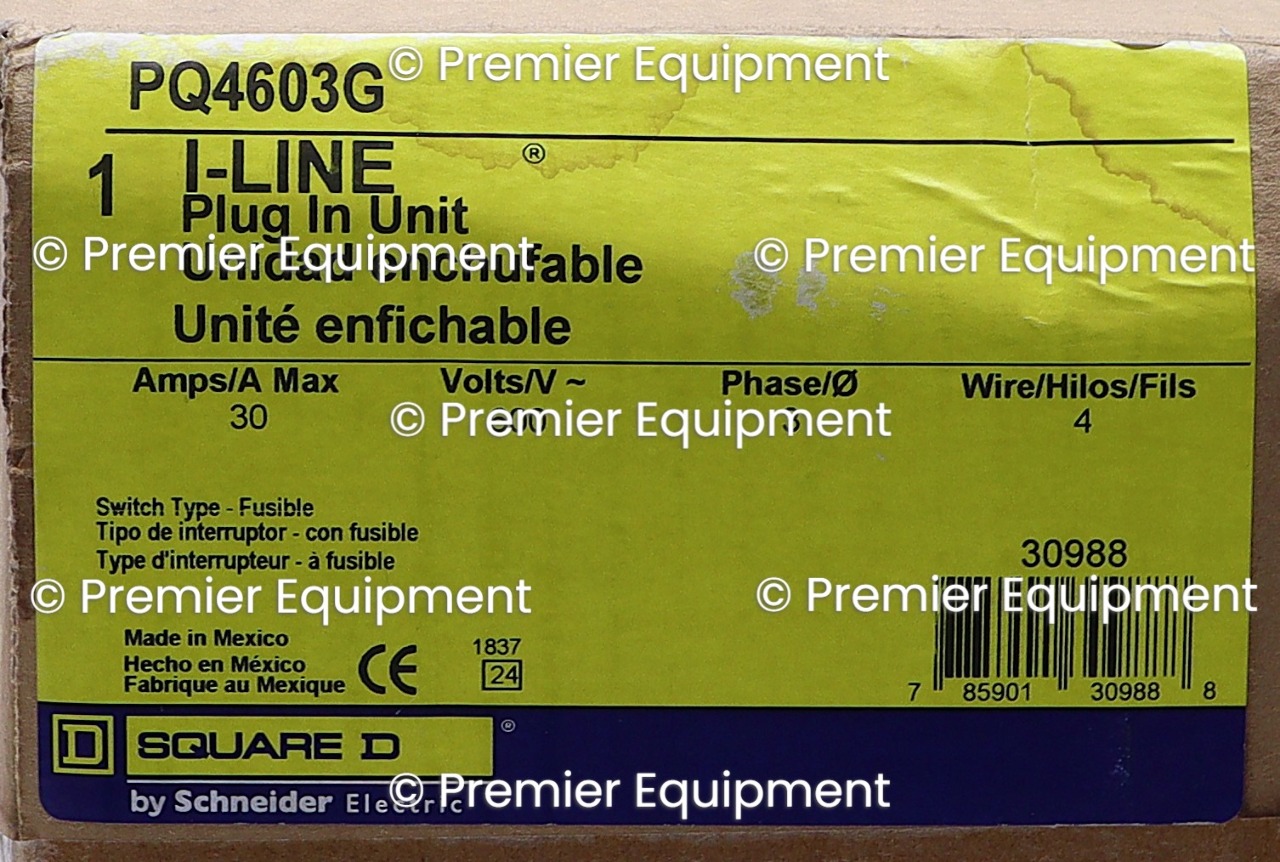 PQ4603G © Premier Equipment
1 I-LINE ®
Plug In Unit
© Premier Equipment © Premier Equipment
Unidad enchufable
Unité enfichable
Amps/A Max Volts/V ~ Phase/Ø Wire/Hilos/Fils
30 3 4
© Premier Equipment
Switch Type - Fusible
Tipo de interruptor - con fusible
Type d'interrupteur - à fusible
30988
© Premier Equipment © Premier Equipment
Made in Mexico
Hecho en México
Fabrique au Mexique
CE
1837
24
7 85901 30988 8
D SQUARE D ®
by Schneider Electric
© Premier Equipment